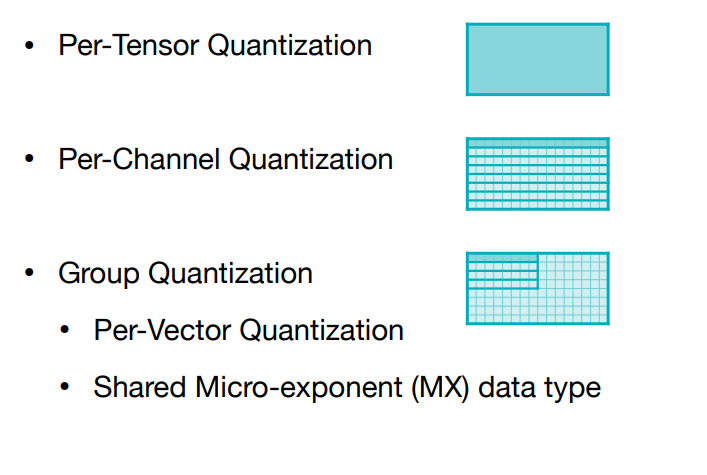 • Per-Tensor Quantization
• Per-Channel Quantization
• Group Quantization
• Per-Vector Quantization
• Shared Micro-exponent (MX) data type